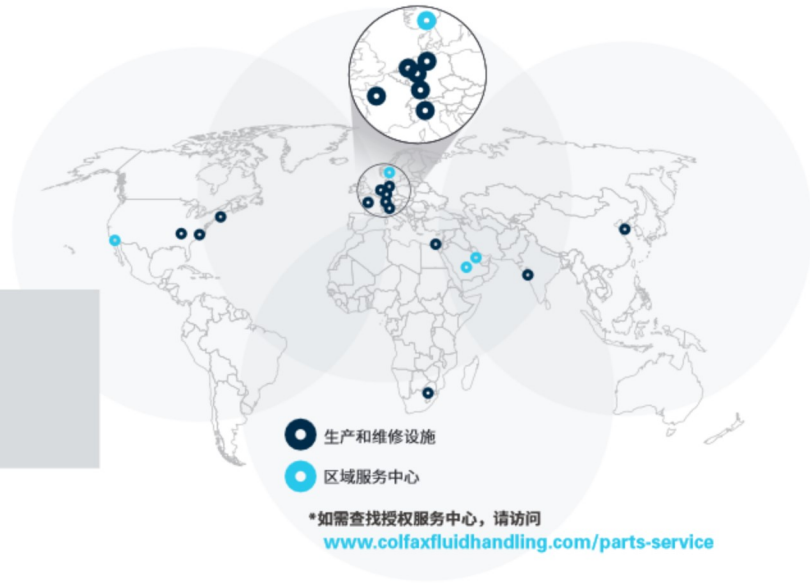 生产和维修设施
区域服务中心
*如需查找授权服务中心，请访问
www.colfaxfluidhandling.com/parts-service